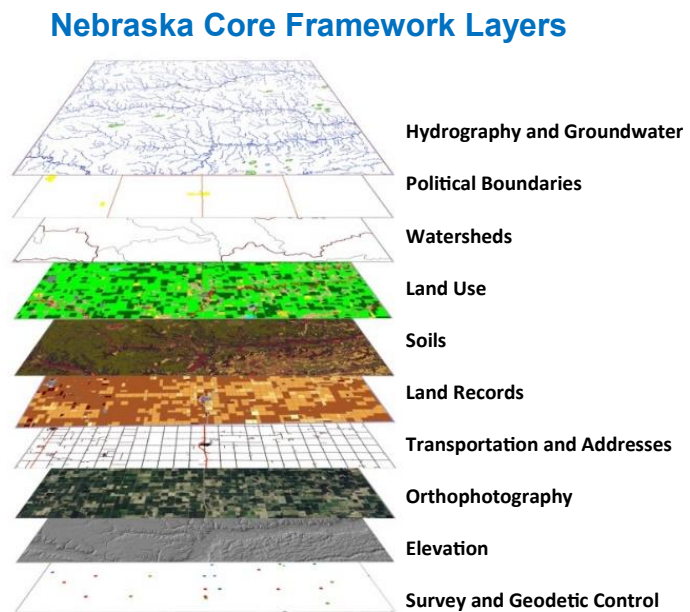 Nebraska Core Framework Layers
Hydrography and Groundwater
Political Boundaries
Watersheds
Land Use
Soils
Land Records
Transportation and Addresses
Orthophotography
Elevation
Survey and Geodetic Control